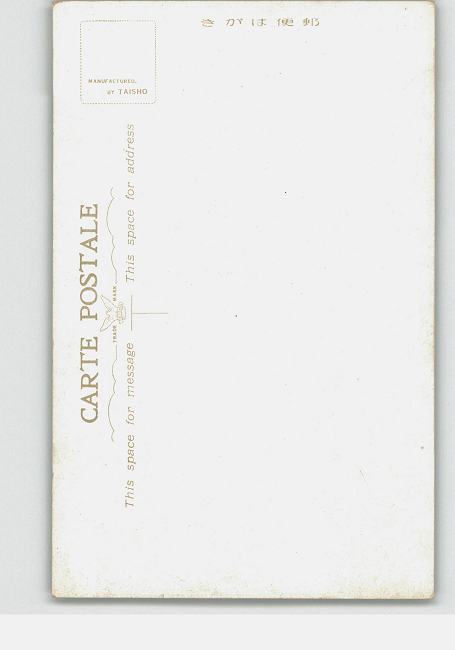 きがは便郵
MANUFACTURED.
BY TAISHO
CARTE POSTALE
TRADE MARK
This space for message
This space for address